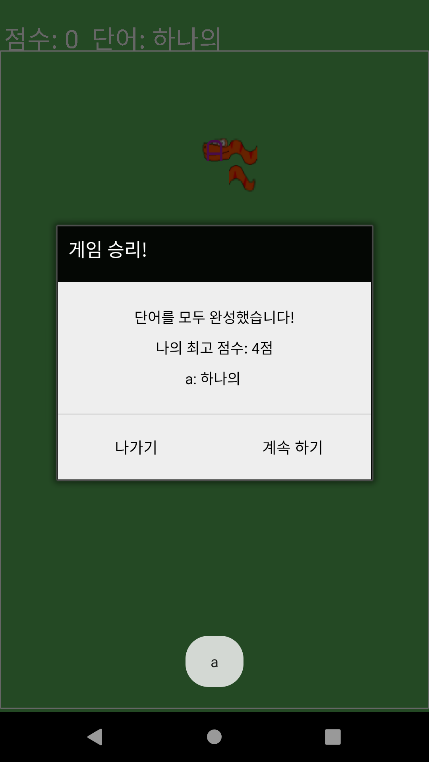 점수: 0 단어: 하나의
게임 승리!
단어를 모두 완성했습니다!
나의 최고 점수: 4점
a: 하나의
나가기 계속 하기
a